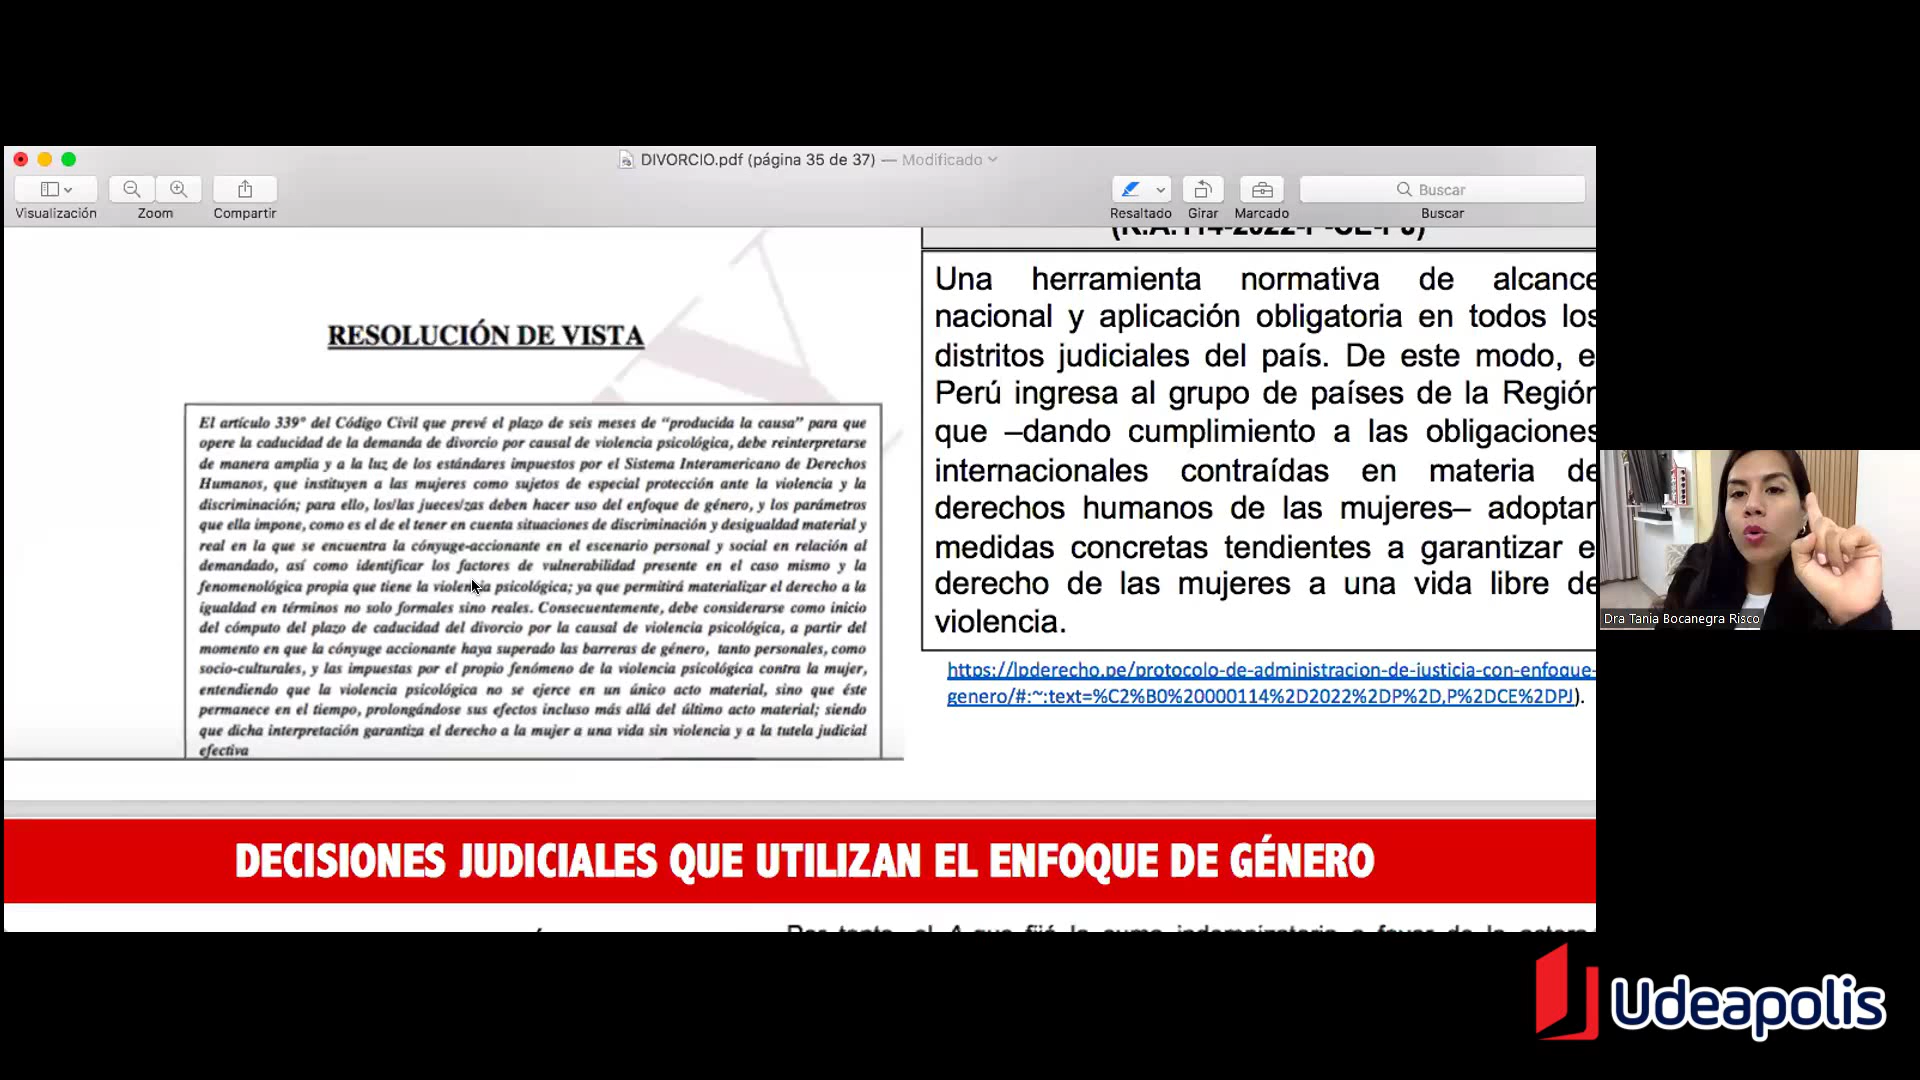 DIVORCIO.pdf (página 35 de 37) — Modificado
Visualización
Zoom
Compartir
Resaltado
Girar
Marcado
Buscar
Buscar
RESOLUCIÓN DE VISTA
El artículo 339° del Código Civil que prevé el plazo de seis meses de “producida la causa” para que
opere la caducidad de la demanda de divorcio por causal de violencia psicológica, debe reinterpretarse
de manera amplia y a la luz de los estándares impuestos por el Sistema Interamericano de Derechos
Humanos, que instituyen a las mujeres como sujetos de especial protección ante la violencia y la
discriminación; para ello, los/las jueces/zas deben hacer uso del enfoque de género, y los parámetros
que ella impone, como es el de el tener en cuenta situaciones de discriminación y desigualdad material y
real en la que se encuentra la cónyuge-accionante en el escenario personal y social en relación al
demandado, así como identificar los factores de vulnerabilidad presente en el caso mismo y la
fenomenológica propia que tiene la violencia psicológica; ya que permitirá materializar el derecho a la
igualdad en términos no solo formales sino reales. Consecuentemente, debe considerarse como inicio
del cómputo del plazo de caducidad del divorcio por la causal de violencia psicológica, a partir del
momento en que la cónyuge accionante haya superado las barreras de género, tanto personales, como
socio-culturales, y las impuestas por el propio fenómeno de la violencia psicológica contra la mujer,
entendiendo que la violencia psicológica no se ejerce en un único acto material, sino que éste
permanece en el tiempo, prolongándose sus efectos incluso más allá del último acto material; siendo
que dicha interpretación garantiza el derecho a la mujer a una vida sin violencia y a la tutela judicial
efectiva
(R.A.114-2022-P-CE-PJ)
Una herramienta normativa de alcance
nacional y aplicación obligatoria en todos los
distritos judiciales del país. De este modo, e
Perú ingresa al grupo de países de la Región
que –dando cumplimiento a las obligaciones
internacionales contraídas en materia de
derechos humanos de las mujeres– adoptar
medidas concretas tendientes a garantizar e
derecho de las mujeres a una vida libre de
violencia.
https://lpderecho.pe/protocolo-de-administracion-de-justicia-con-enfoque-
genero/#:~:text=%C2%B0%20000114%2D2022%2DP%2D,P%2DCE%2DPJ).
DECISIONES JUDICIALES QUE UTILIZAN EL ENFOQUE DE GÉNERO
Por tanto, el A quo fijó la suma indemnizatoria a favor de la actora
Dra Tania Bocanegra Risco
Udeapolis